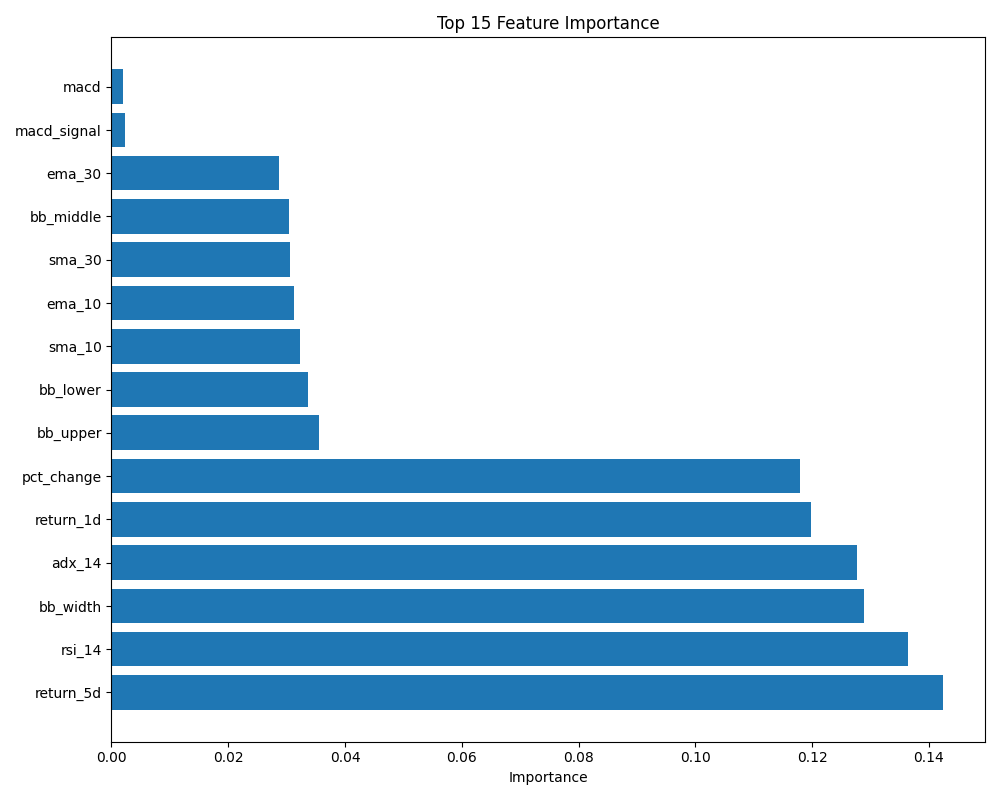 Top 15 Feature Importance
macd
macd_signal
ema_30
bb_middle
sma_30
ema_10
sma_10
bb_lower
bb_upper
pct_change
return_1d
adx_14
bb_width
rsi_14
return_5d
0.00 0.02 0.04 0.06 0.08 0.10 0.12 0.14
Importance